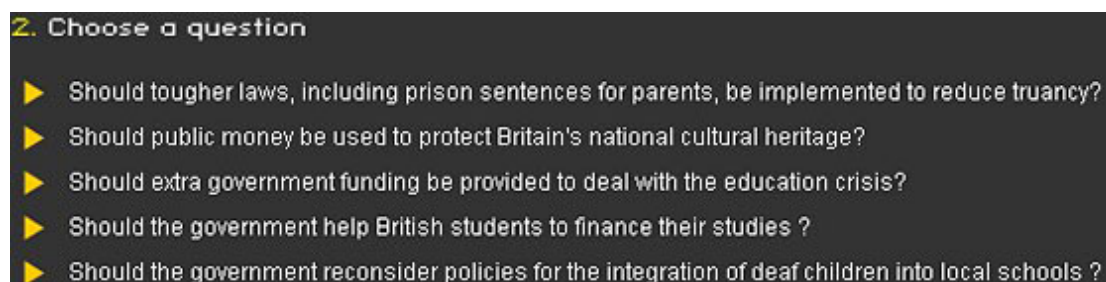 2. Choose a question
Should tougher laws, including prison sentences for parents, be implemented to reduce truancy?
Should public money be used to protect Britain's national cultural heritage?
Should extra government funding be provided to deal with the education crisis?
Should the government help British students to finance their studies ?
Should the government reconsider policies for the integration of deaf children into local schools ?